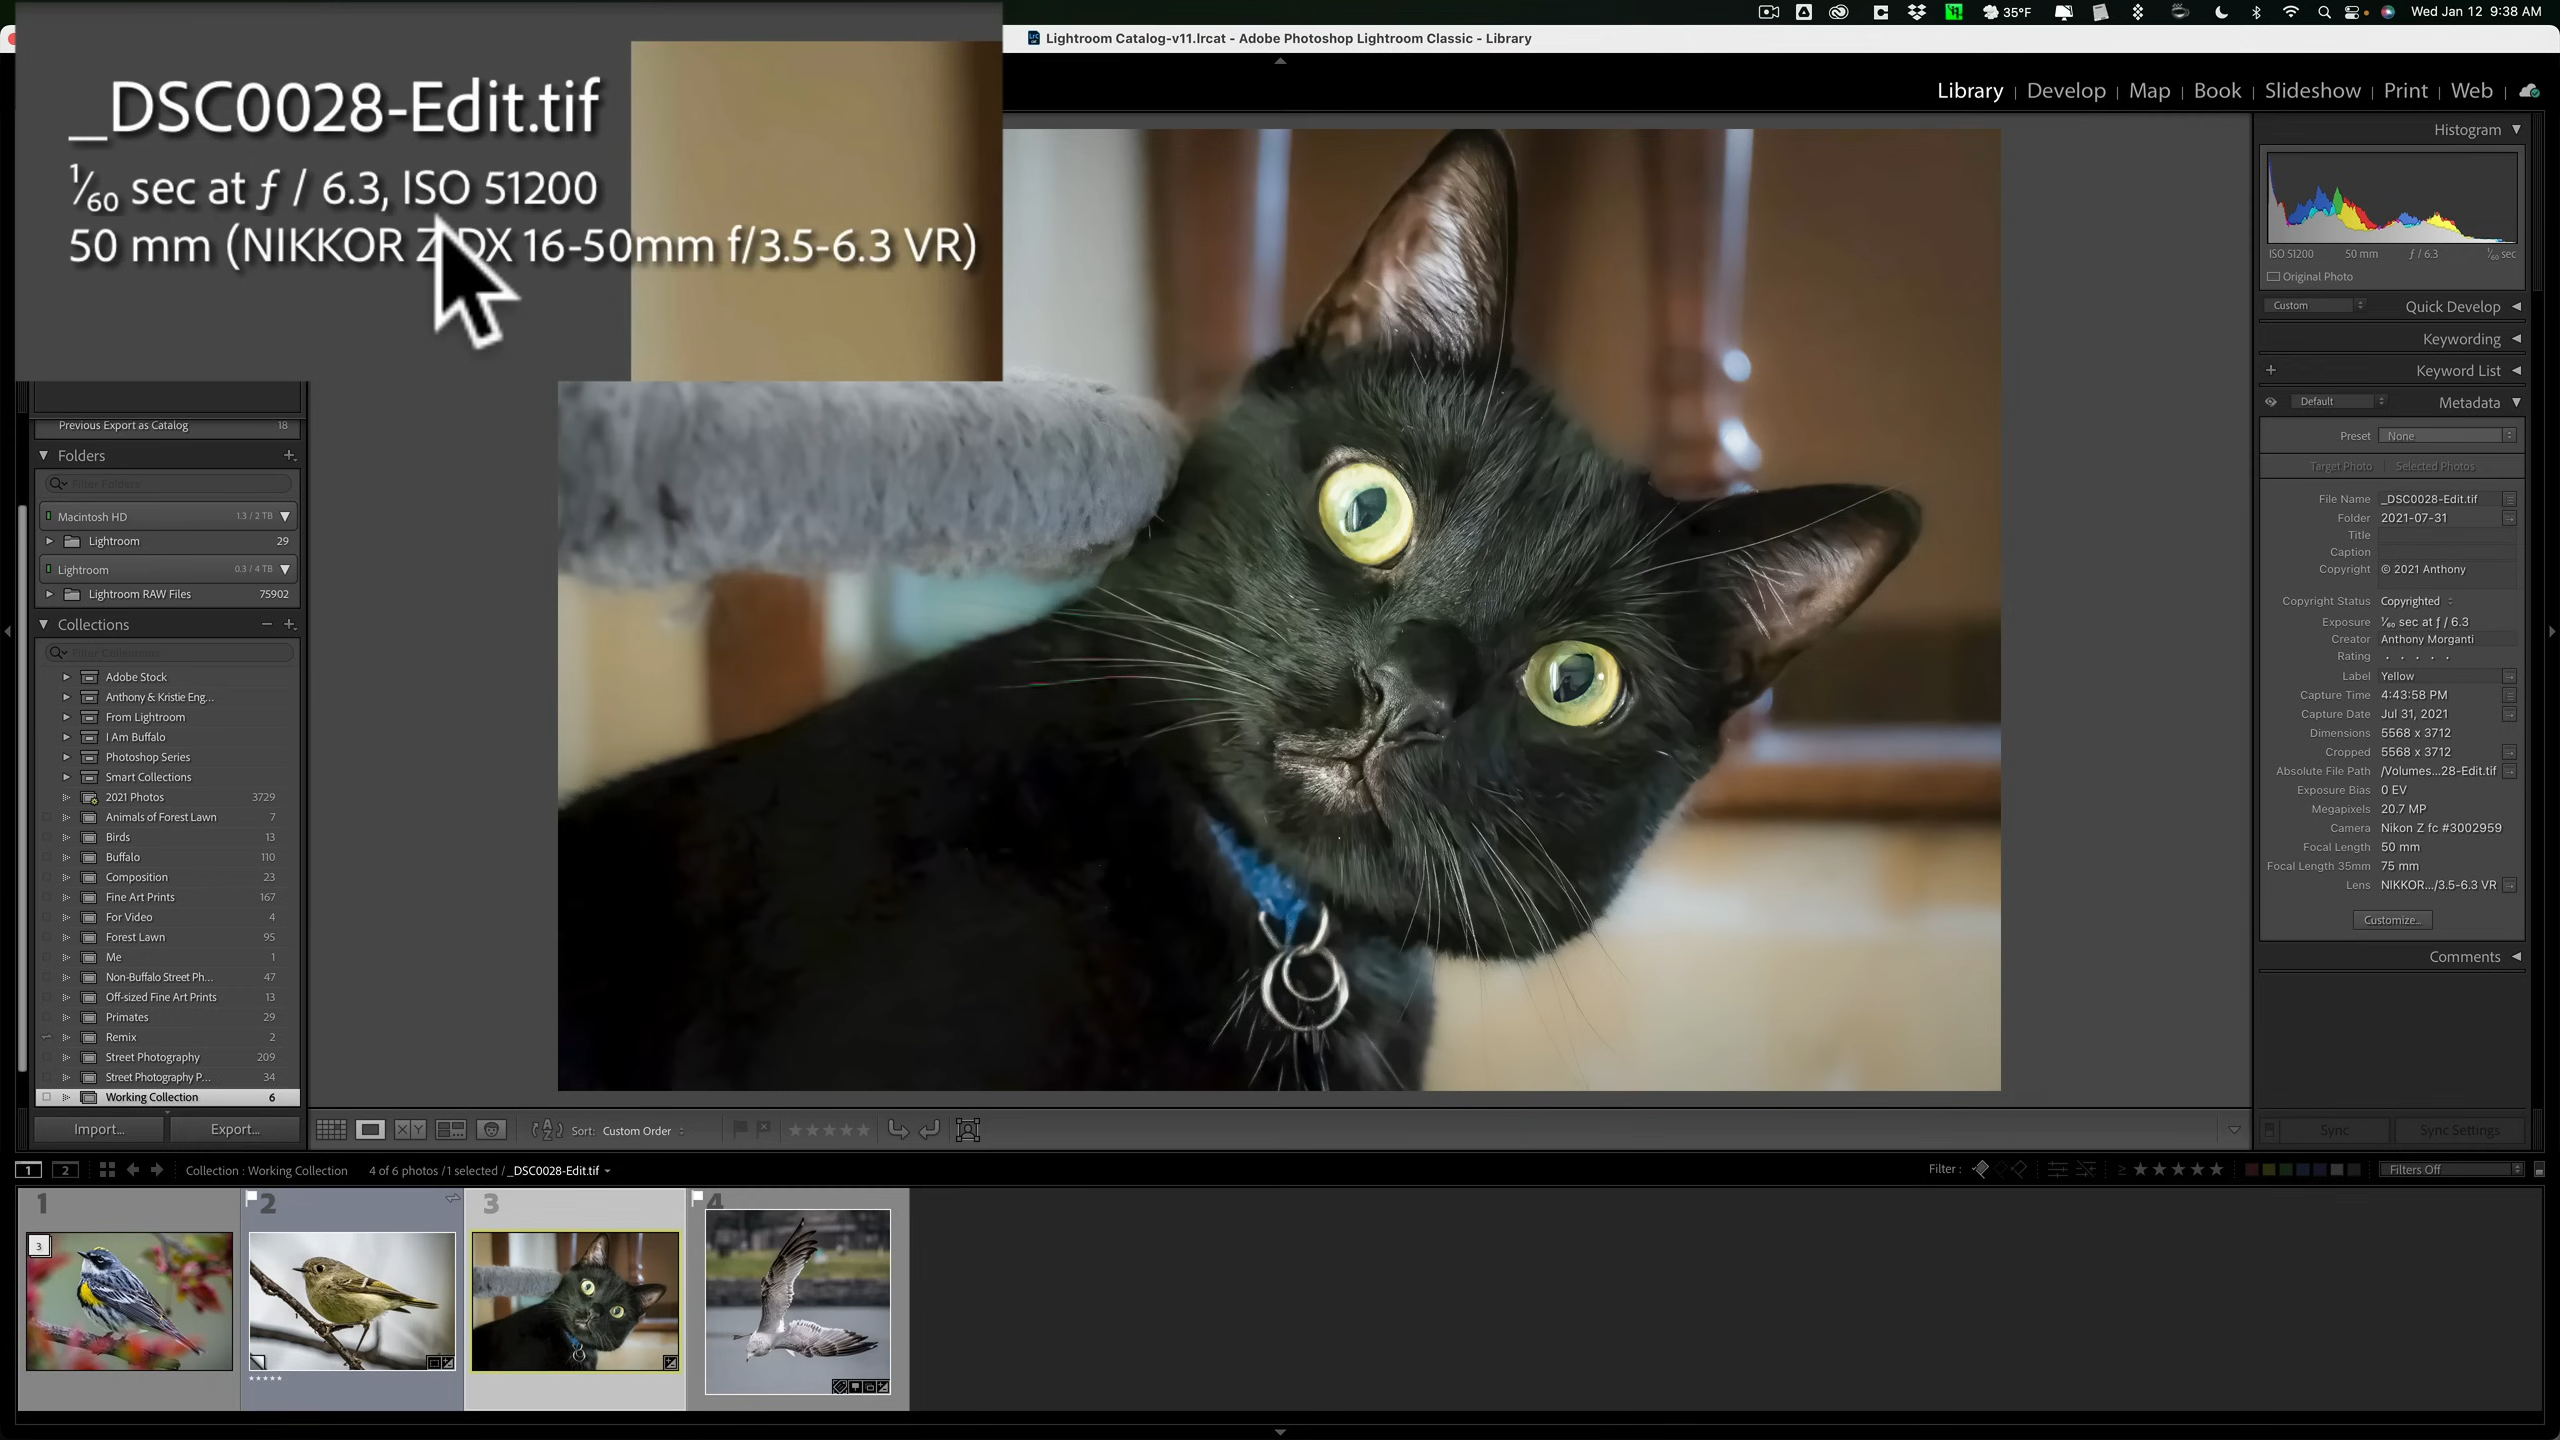 35°F
Wed Jan 12 9:38 AM
Lightroom Catalog-v11.lrcat - Adobe Photoshop Lightroom Classic - Library
_DSC0028-Edit.tif
1/60 sec at ƒ / 6.3, ISO 51200
50 mm (NIKKOR Z DX 16-50mm f/3.5-6.3 VR)
Library | Develop | Map | Book | Slideshow | Print | Web
Previous Export as Catalog 18
Folders
Filter Folders
Macintosh HD 1.3 / 2 TB
Lightroom 29
Lightroom 0.3 / 4 TB
Lightroom RAW Files 75902
Collections
Filter Collections
Adobe Stock
Anthony & Kristie Eng...
From Lightroom
I Am Buffalo
Photoshop Series
Smart Collections
2021 Photos 3729
Animals of Forest Lawn 7
Birds 13
Buffalo 110
Composition 23
Fine Art Prints 167
For Video 4
Forest Lawn 95
Me 1
Non-Buffalo Street Ph... 47
Off-sized Fine Art Prints 13
Primates 29
Remix 2
Street Photography 209
Street Photography P... 34
Working Collection 6
Import... Export...
Histogram
ISO 51200 50 mm ƒ / 6.3 1/60 sec
Original Photo
Custom Quick Develop
Keywording
Keyword List
Default Metadata
Preset None
Target Photo Selected Photos
File Name _DSC0028-Edit.tif
Folder 2021-07-31
Title
Caption
Copyright © 2021 Anthony
Copyright Status Copyrighted
Exposure 1/60 sec at ƒ / 6.3
Creator Anthony Morganti
Rating
Label Yellow
Capture Time 4:43:58 PM
Capture Date Jul 31, 2021
Dimensions 5568 x 3712
Cropped 5568 x 3712
Absolute File Path /Volumes...28-Edit.tif
Exposure Bias 0 EV
Megapixels 20.7 MP
Camera Nikon Z fc #3002959
Focal Length 50 mm
Focal Length 35mm 75 mm
Lens NIKKOR.../3.5-6.3 VR
Customize...
Comments
XY Sort: Custom Order
Sync Sync Settings
1 2 Collection : Working Collection 4 of 6 photos / 1 selected / _DSC0028-Edit.tif
Filter : Filters Off
1 2 3 4
3